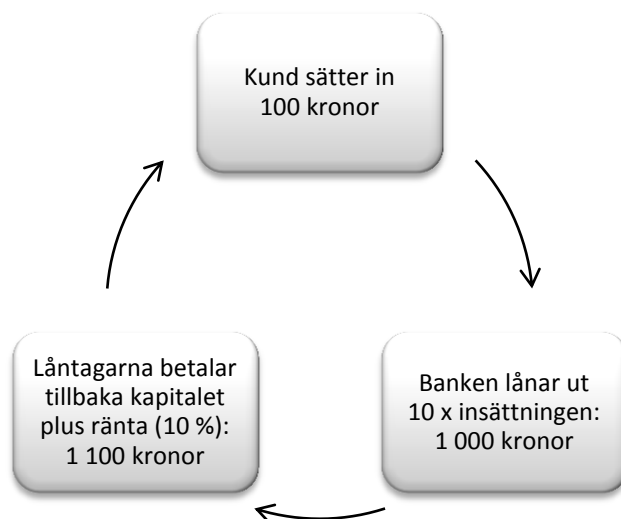 Kund sätter in
100 kronor
Banken lånar ut
10 x insättningen:
1 000 kronor
Låntagarna betalar
tillbaka kapitalet
plus ränta (10 %):
1 100 kronor